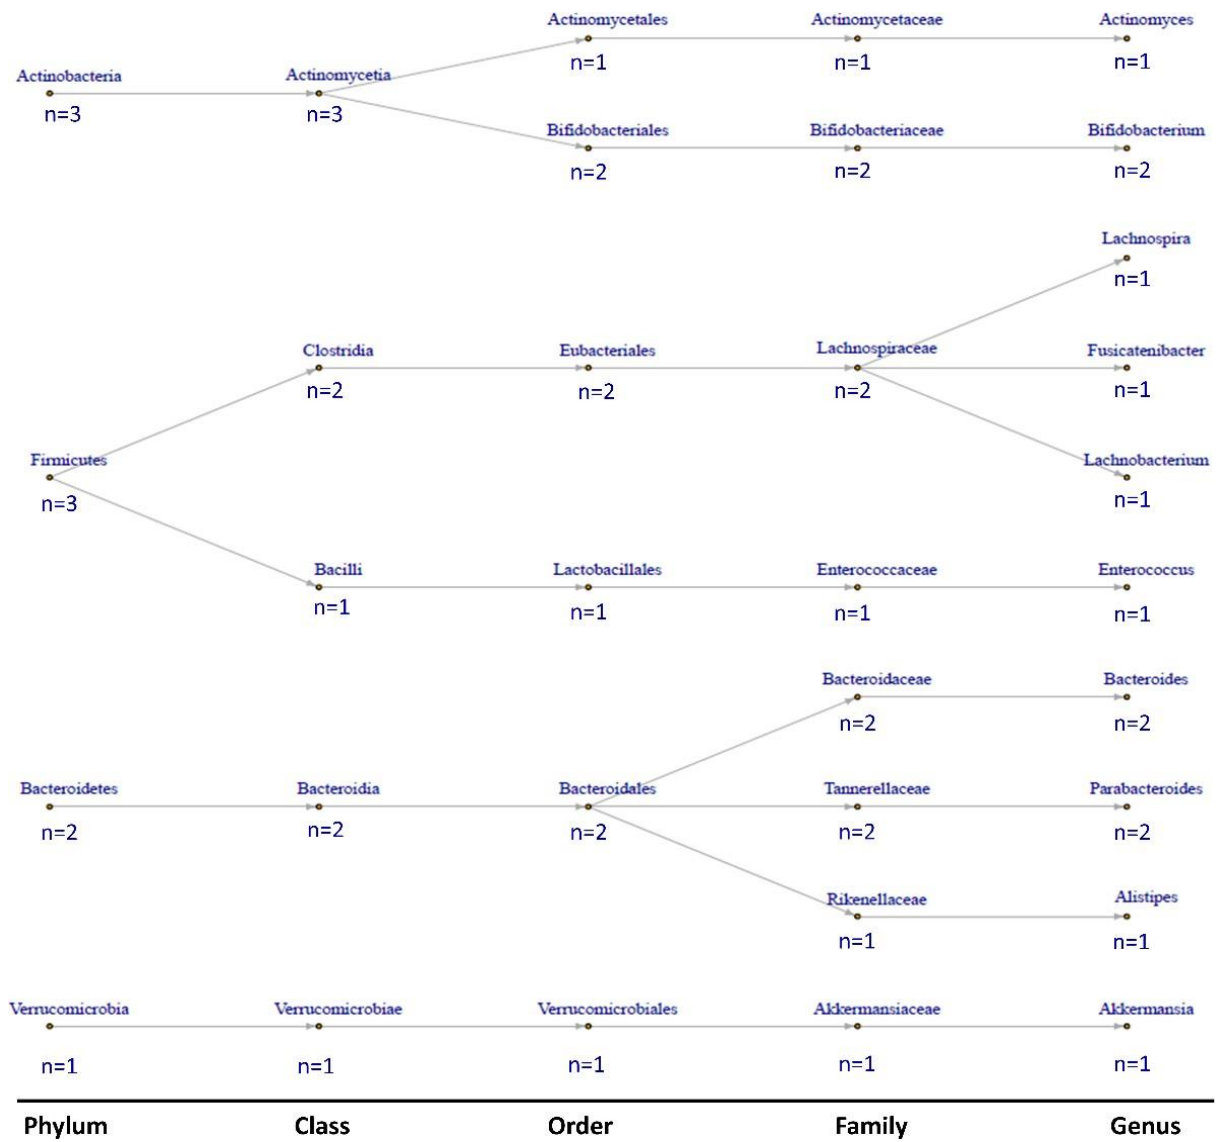 Actinomycetales Actinomycetaceae Actinomyces
n=1 n=1 n=1
Actinobacteria Actinomycetia
n=3 n=3
Bifidobacteriales Bifidobacteriaceae Bifidobacterium
n=2 n=2 n=2
Lachnospira
n=1
Clostridia Eubacteriales Lachnospiraceae Fusicatenibacter
n=2 n=2 n=2 n=1
Firmicutes Lachnobacterium
n=3 n=1
Bacilli Lactobacillales Enterococcaceae Enterococcus
n=1 n=1 n=1 n=1
Bacteroidaceae Bacteroides
n=2 n=2
Bacteroidetes Bacteroidia Bacteroidales Tannerellaceae Parabacteroides
n=2 n=2 n=2 n=2 n=2
Rikenellaceae Alistipes
n=1 n=1
Verrucomicrobia Verrucomicrobiae Verrucomicrobiales Akkermansiaceae Akkermansia
n=1 n=1 n=1 n=1 n=1
Phylum Class Order Family Genus